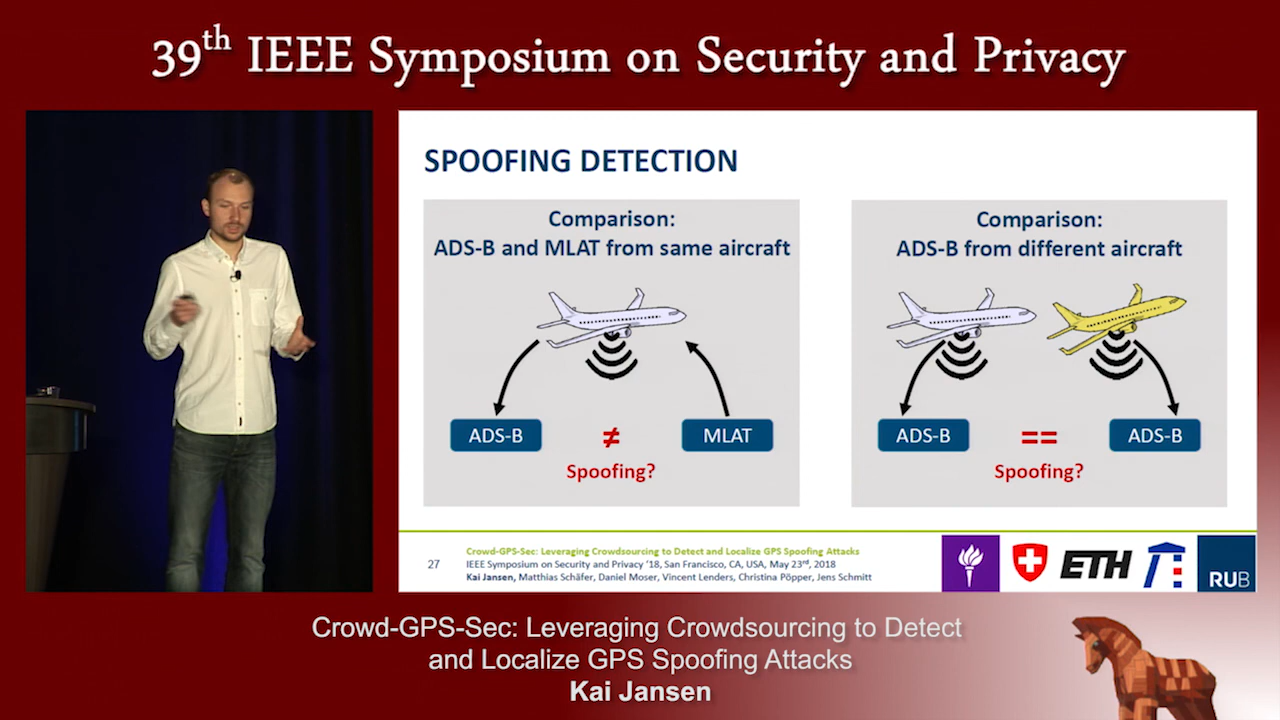 39th IEEE Symposium on Security and Privacy
SPOOFING DETECTION
Comparison:
ADS-B and MLAT from same aircraft
ADS-B
≠
MLAT
Spoofing?
Comparison:
ADS-B from different aircraft
ADS-B
==
ADS-B
Spoofing?
27
Crowd-GPS-Sec: Leveraging Crowdsourcing to Detect and Localize GPS Spoofing Attacks
IEEE Symposium on Security and Privacy '18, San Francisco, CA, USA, May 23rd, 2018
Kai Jansen, Matthias Schäfer, Daniel Moser, Vincent Lenders, Christina Pöpper, Jens Schmitt
ETH
RUB
Crowd-GPS-Sec: Leveraging Crowdsourcing to Detect
and Localize GPS Spoofing Attacks
Kai Jansen